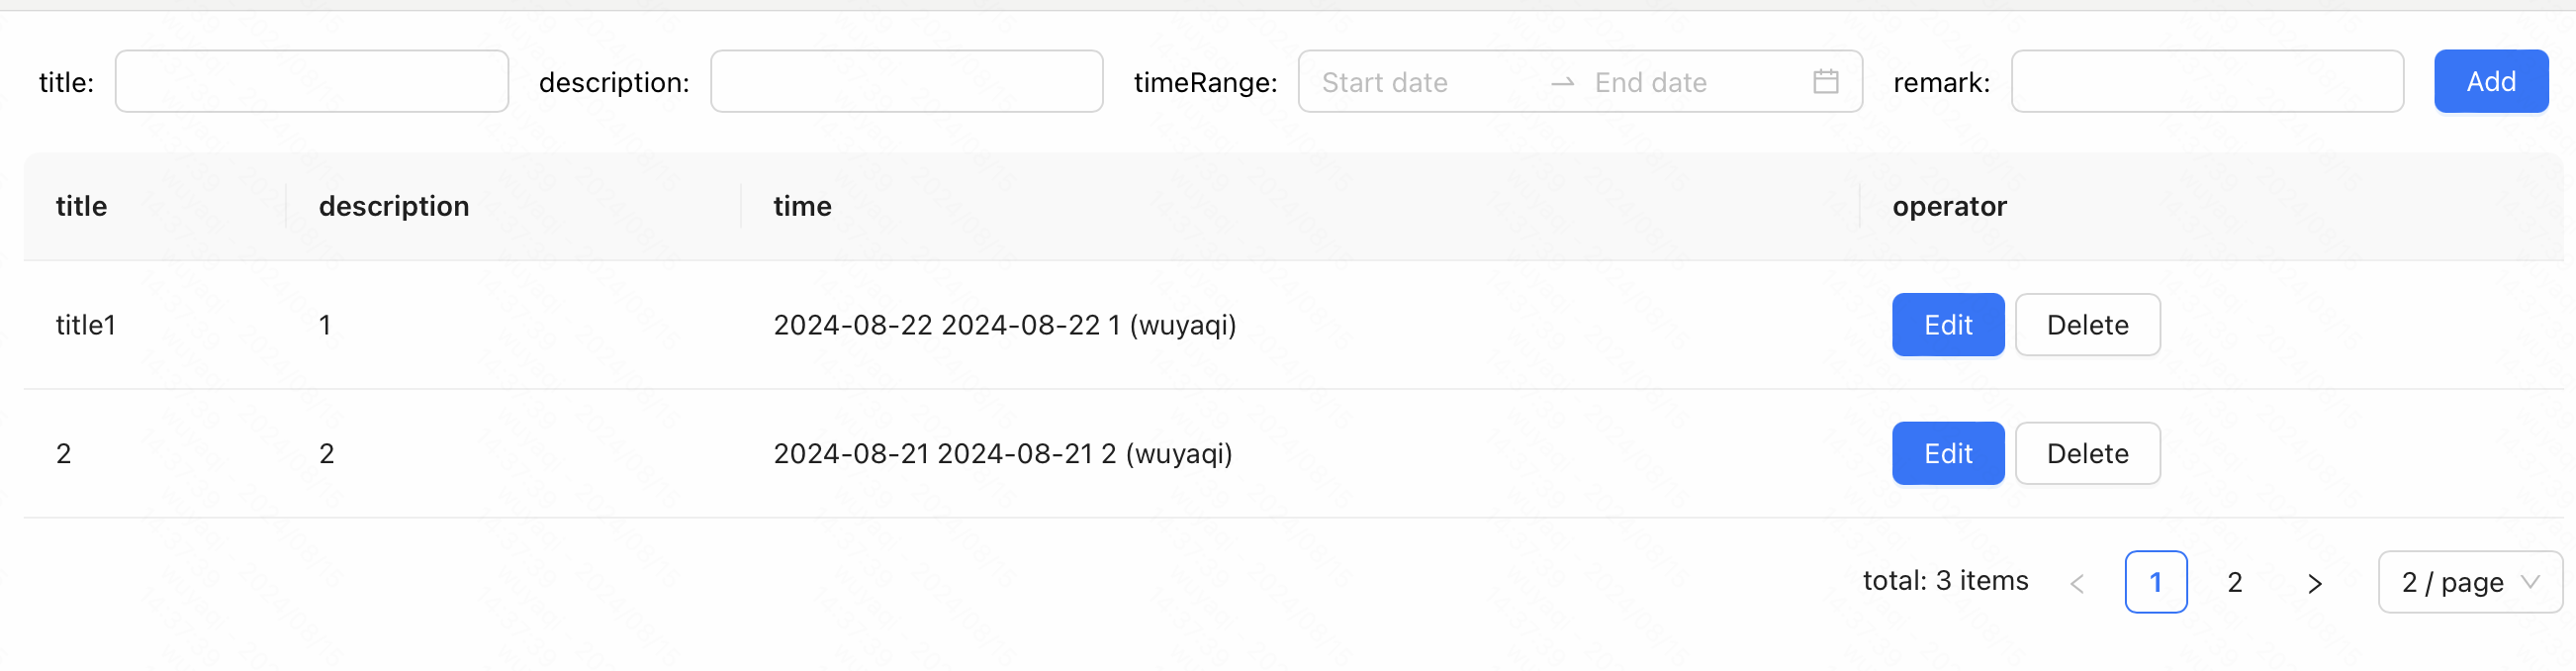 title: description: timeRange: Start date End date remark: Add
title description time operator
title1 1 2024-08-22 2024-08-22 1 (wuyaqi) Edit Delete
2 2 2024-08-21 2024-08-21 2 (wuyaqi) Edit Delete
total: 3 items 1 2 2 / page